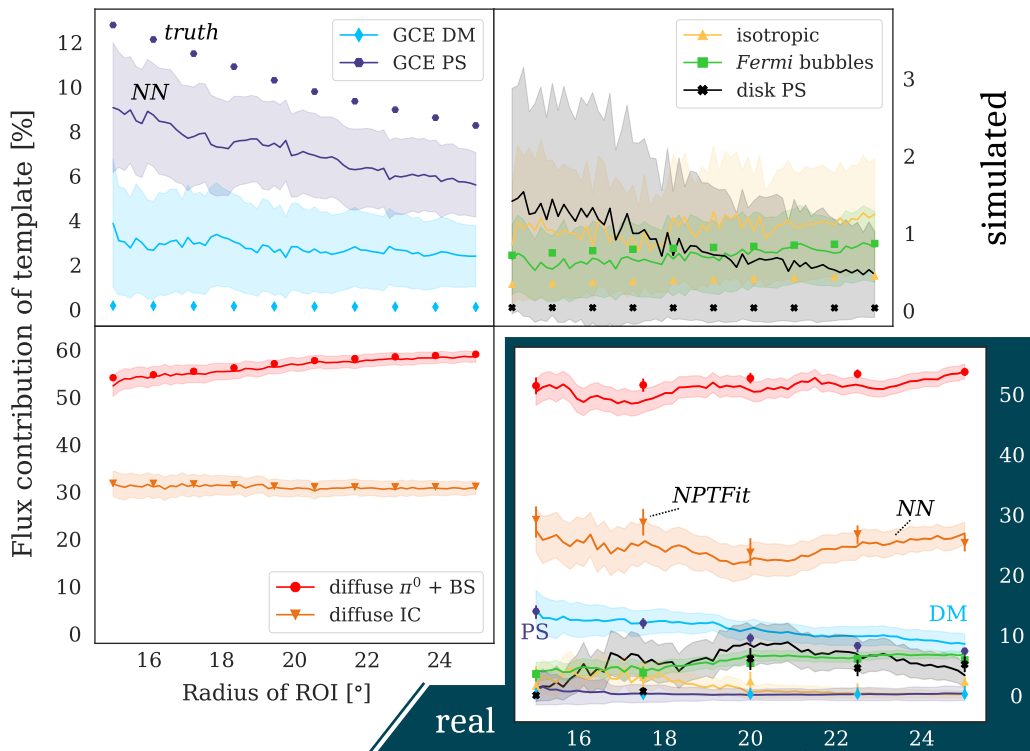 Flux contribution of template [%]
12
10
8
6
4
2
0
truth
NN
GCE DM
GCE PS
isotropic
Fermi bubbles
disk PS
3
2
1
0
simulated
60
50
40
30
20
10
0
diffuse π⁰ + BS
diffuse IC
16 18 20 22 24
Radius of ROI [°]
NPTFit
NN
PS
DM
50
40
30
20
10
0
16 18 20 22 24
real